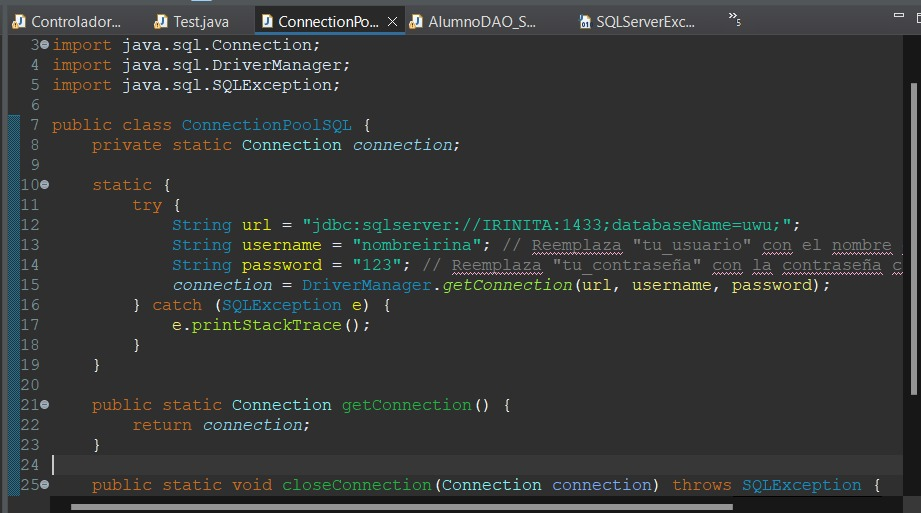 Controlador...
Test.java
ConnectionPo...
AlumnoDAO_S...
SQLServerExc...
»5
3 import java.sql.Connection;
4 import java.sql.DriverManager;
5 import java.sql.SQLException;
6
7 public class ConnectionPoolSQL {
8 private static Connection connection;
9
10 static {
11 try {
12 String url = "jdbc:sqlserver://IRINITA:1433;databaseName=uwu;";
13 String username = "nombreirina"; // Reemplaza "tu_usuario" con el nombre
14 String password = "123"; // Reemplaza "tu_contraseña" con la contraseña c
15 connection = DriverManager.getConnection(url, username, password);
16 } catch (SQLException e) {
17 e.printStackTrace();
18 }
19 }
20
21 public static Connection getConnection() {
22 return connection;
23 }
24
25 public static void closeConnection(Connection connection) throws SQLException {